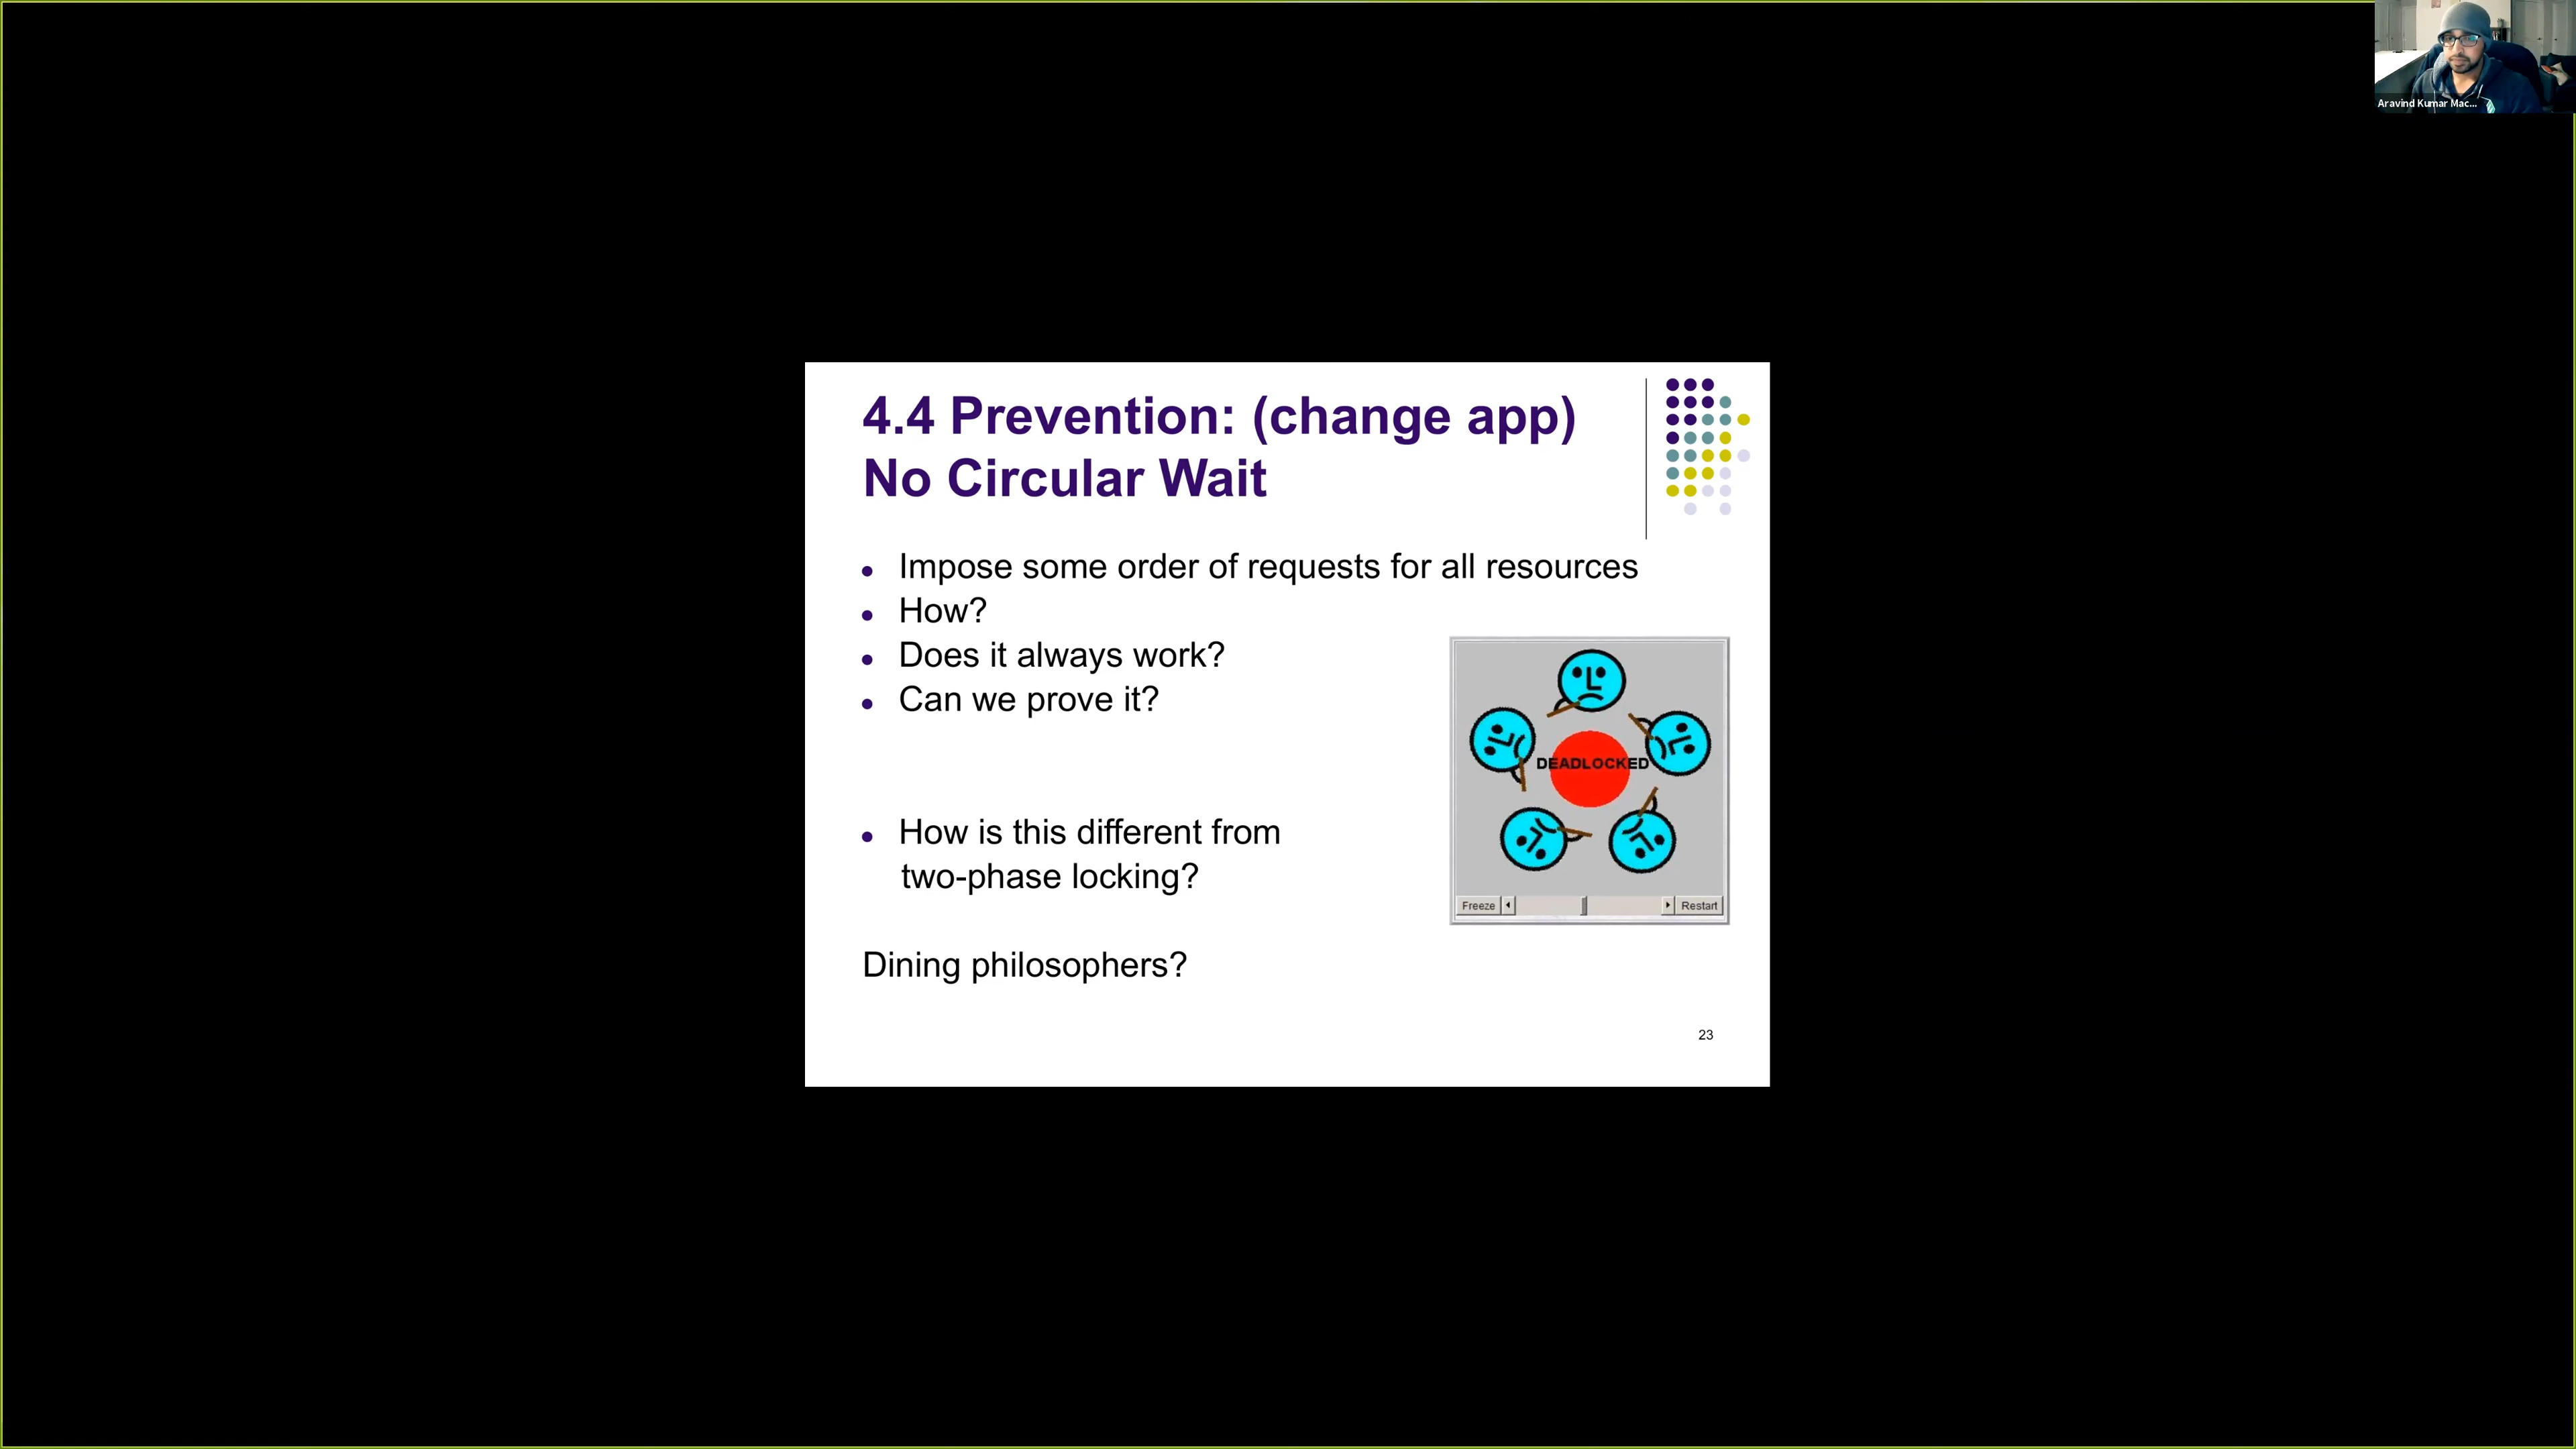 Aravind Kumar Mac...
4.4 Prevention: (change app)
No Circular Wait
Impose some order of requests for all resources
How?
Does it always work?
Can we prove it?
How is this different from
two-phase locking?
Dining philosophers?
DEADLOCKED
Freeze
Restart
23